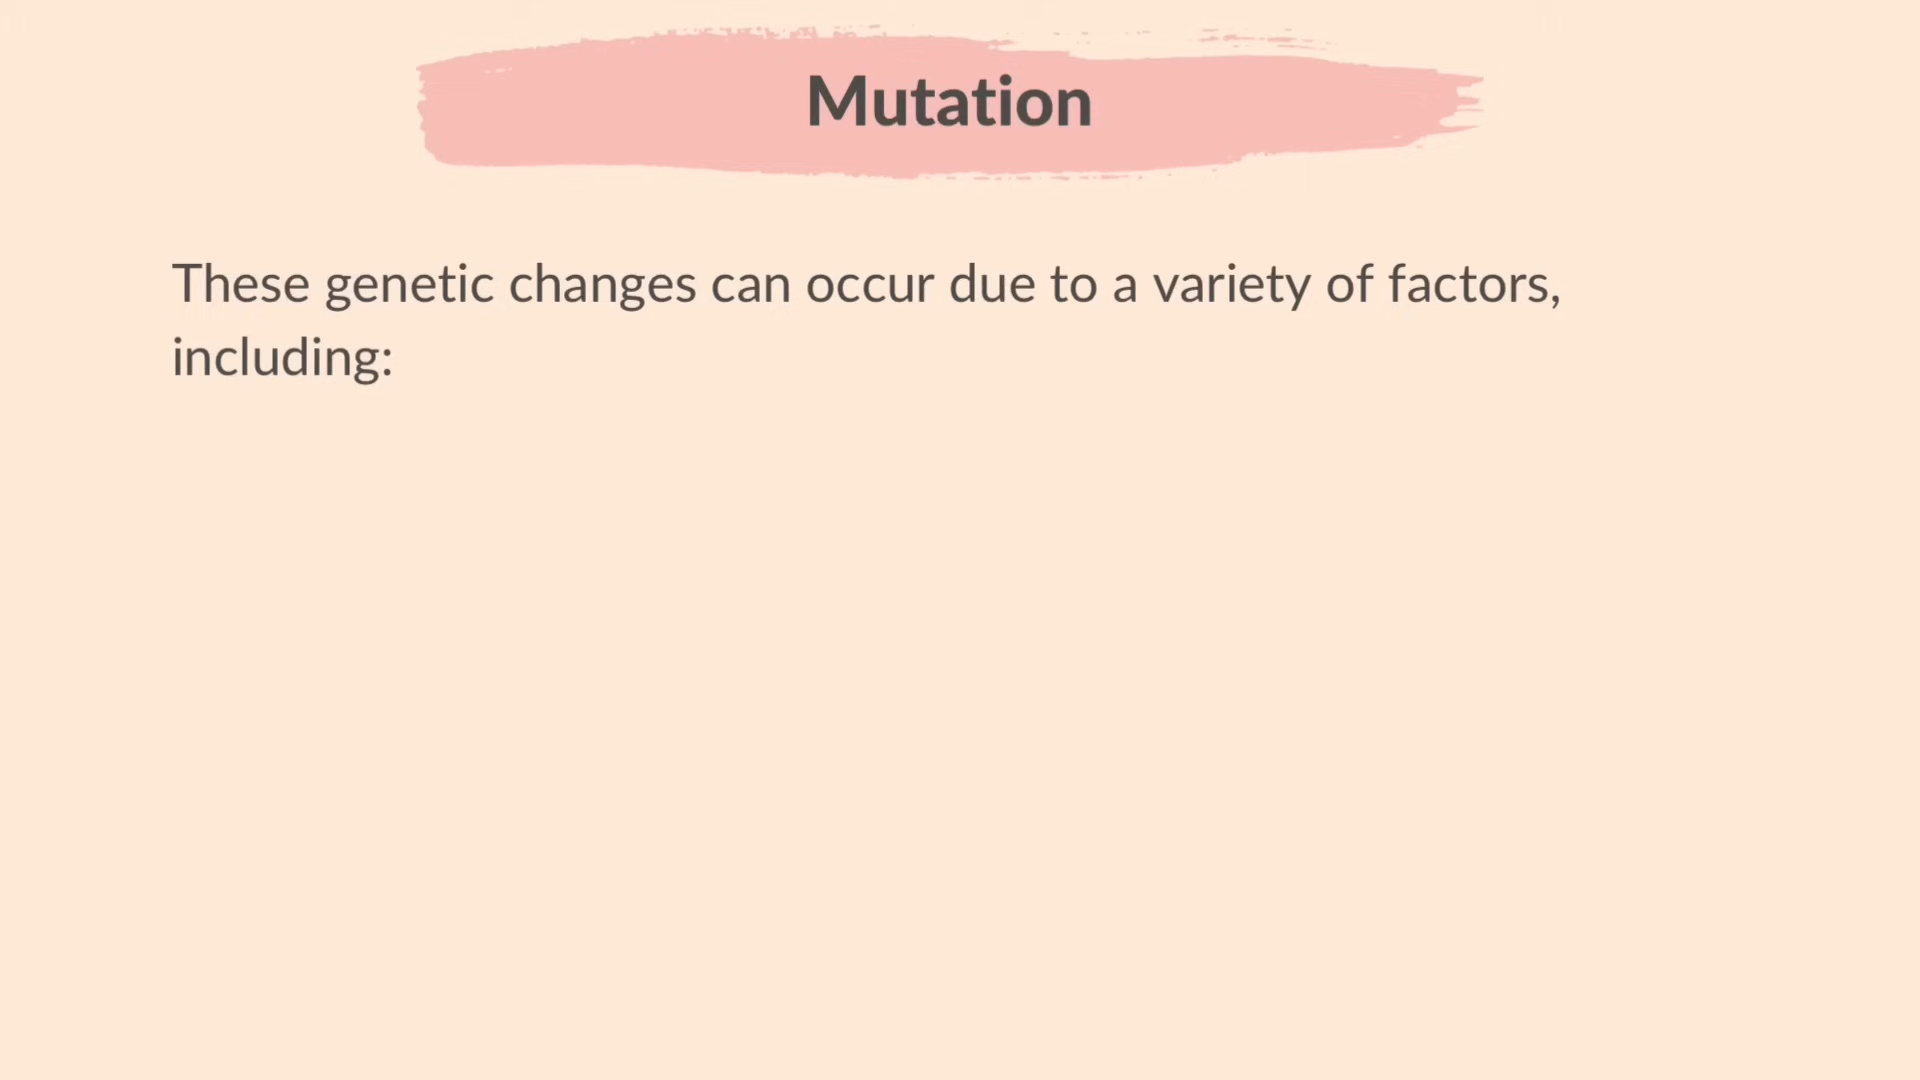 Mutation
These genetic changes can occur due to a variety of factors,
including: